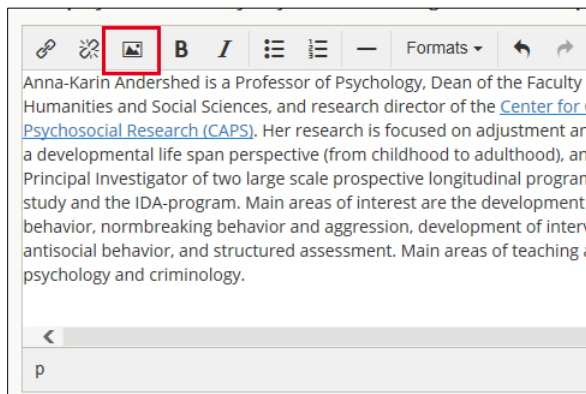 B I Formats
Anna-Karin Andershed is a Professor of Psychology, Dean of the Faculty
Humanities and Social Sciences, and research director of the Center for
Psychosocial Research (CAPS). Her research is focused on adjustment
a developmental life span perspective (from childhood to adulthood),
Principal Investigator of two large scale prospective longitudinal
study and the IDA-program. Main areas of interest are the development
behavior, normbreaking behavior and aggression, development of
antisocial behavior, and structured assessment. Main areas of teaching
psychology and criminology.
p